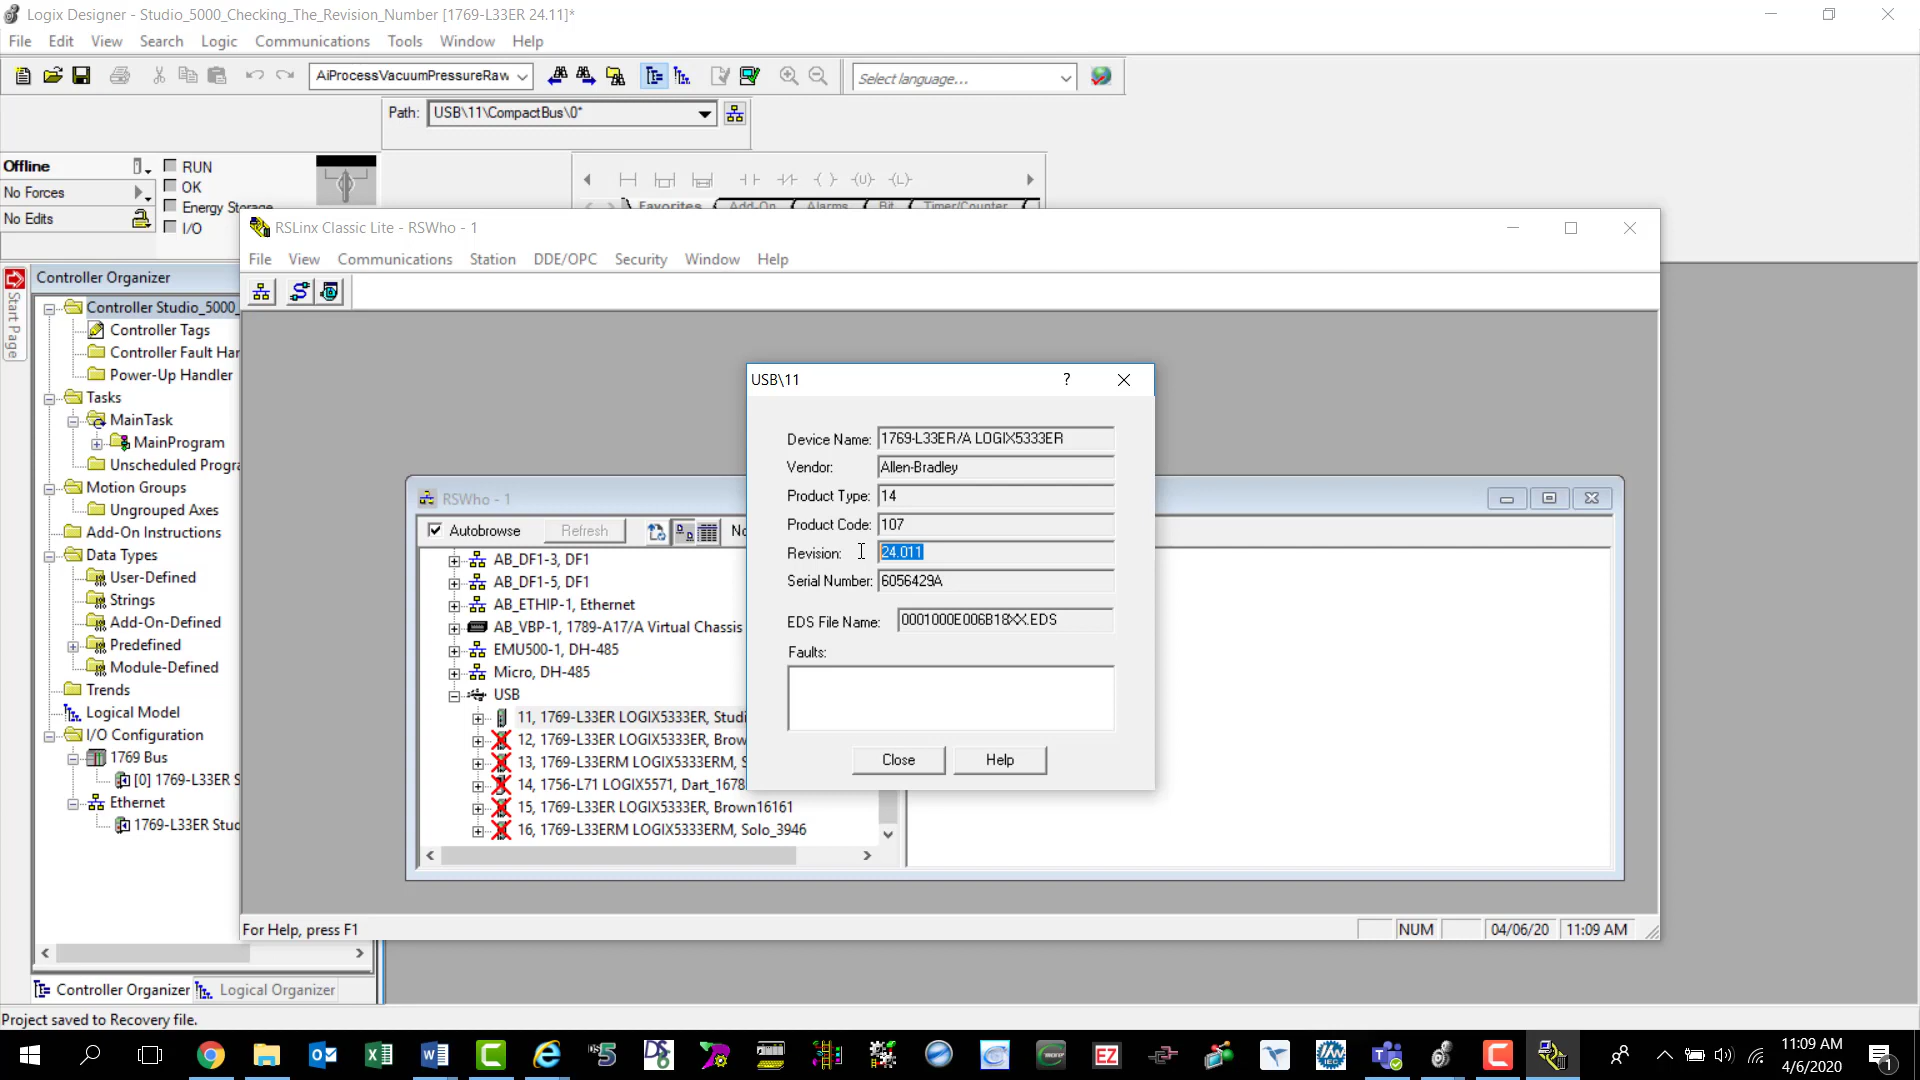 Logix Designer - Studio_5000_Checking_The_Revision_Number [1769-L33ER 24.11]*
File Edit View Search Logic Communications Tools Window Help
AiProcessVacuumPressureRaw
Select language...
Path: USB\11\CompactBus\0*
Offline
RUN
No Forces
OK
Energy Storage
No Edits
I/O
Favorites Add-On Alarms Bit Timer/Counter
RSLinx Classic Lite - RSWho - 1
File View Communications Station DDE/OPC Security Window Help
Start Page
Controller Organizer
Controller Studio_5000_
Controller Tags
Controller Fault Har
Power-Up Handler
Tasks
MainTask
MainProgram
Unscheduled Progra
Motion Groups
Ungrouped Axes
Add-On Instructions
Data Types
User-Defined
Strings
Add-On-Defined
Predefined
Module-Defined
Trends
Logical Model
I/O Configuration
1769 Bus
[0] 1769-L33ER S
Ethernet
1769-L33ER Stud
Controller Organizer Logical Organizer
Project saved to Recovery file.
RSWho - 1
Autobrowse Refresh
AB_DF1-3, DF1
AB_DF1-5, DF1
AB_ETHIP-1, Ethernet
AB_VBP-1, 1789-A17/A Virtual Chassis
EMU500-1, DH-485
Micro, DH-485
USB
11, 1769-L33ER LOGIX5333ER, Studi
12, 1769-L33ER LOGIX5333ER, Brow
13, 1769-L33ERM LOGIX5333ERM, S
14, 1756-L71 LOGIX5571, Dart_1678
15, 1769-L33ER LOGIX5333ER, Brown16161
16, 1769-L33ERM LOGIX5333ERM, Solo_3946
USB\11 ?
Device Name: 1769-L33ER/A LOGIX5333ER
Vendor: Allen-Bradley
Product Type: 14
Product Code: 107
Revision: 24.011
Serial Number: 6056429A
EDS File Name: 0001000E006B18XX.EDS
Faults:
Close Help
For Help, press F1
NUM 04/06/20 11:09 AM
11:09 AM
4/6/2020
1